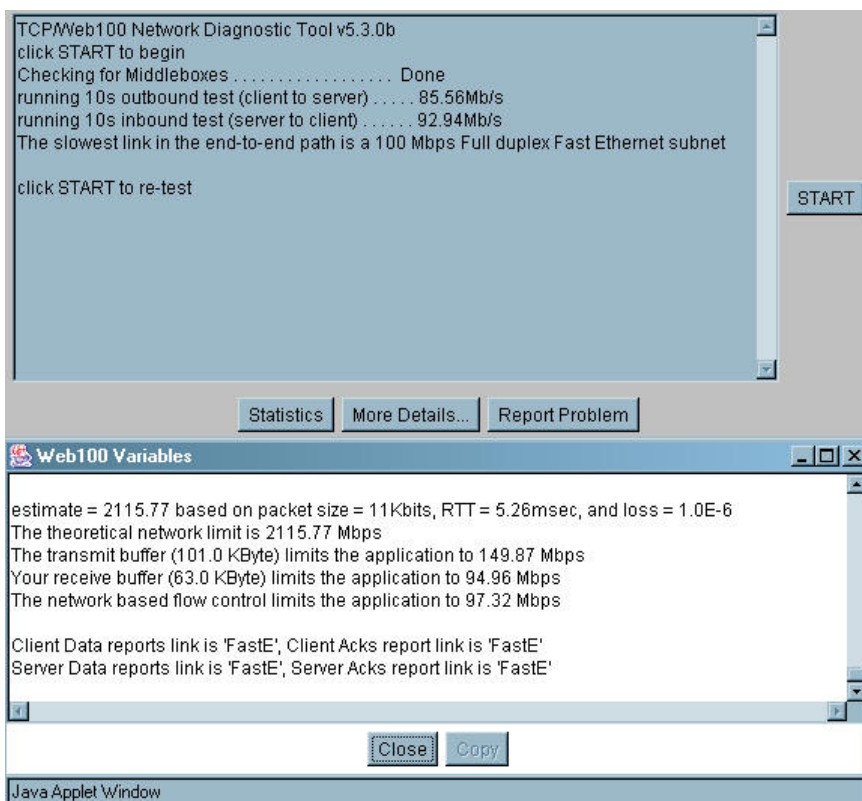 TCP/Web100 Network Diagnostic Tool v5.3.0b
click START to begin
Checking for Middleboxes . . . . . . . . . . . . . . . . . . Done
running 10s outbound test (client to server) . . . . . 85.56Mb/s
running 10s inbound test (server to client) . . . . . . 92.94Mb/s
The slowest link in the end-to-end path is a 100 Mbps Full duplex Fast Ethernet subnet
click START to re-test
START
Statistics More Details... Report Problem
Web100 Variables
estimate = 2115.77 based on packet size = 11Kbits, RTT = 5.26msec, and loss = 1.0E-6
The theoretical network limit is 2115.77 Mbps
The transmit buffer (101.0 KByte) limits the application to 149.87 Mbps
Your receive buffer (63.0 KByte) limits the application to 94.96 Mbps
The network based flow control limits the application to 97.32 Mbps
Client Data reports link is 'FastE', Client Acks report link is 'FastE'
Server Data reports link is 'FastE', Server Acks report link is 'FastE'
Close Copy
Java Applet Window